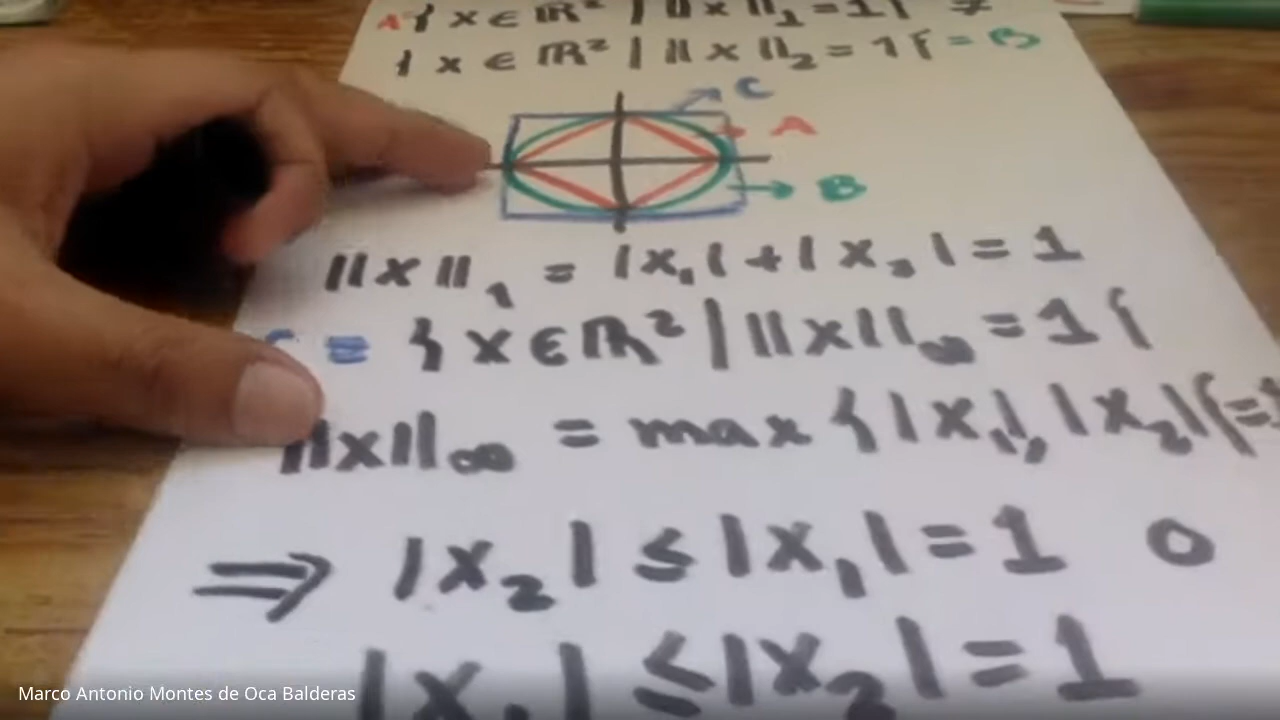 A { x ∈ ℝ² | ||x||₁ = 1 } ≠
{ x ∈ ℝ² | ||x||₂ = 1 } = B
C
A
B
||x||₁ = |x₁| + |x₂| = 1
C = { x ∈ ℝ² | ||x||∞ = 1 }
||x||∞ = max { |x₁|, |x₂| } = 1
⇒ |x₂| ≤ |x₁| = 1 o
|x₁| ≤ |x₂| = 1
Marco Antonio Montes de Oca Balderas